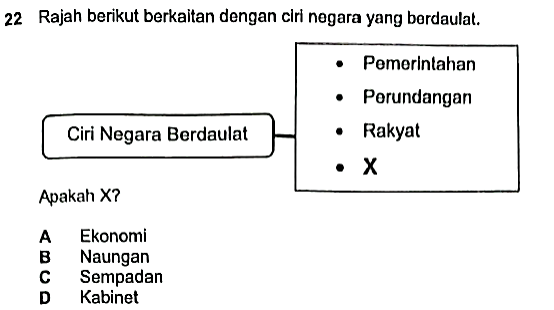 22 Rajah berikut berkaitan dengan ciri negara yang berdaulat.
• Pemerintahan
• Perundangan
Ciri Negara Berdaulat
• Rakyat
• X
Apakah X?
A Ekonomi
B Naungan
C Sempadan
D Kabinet